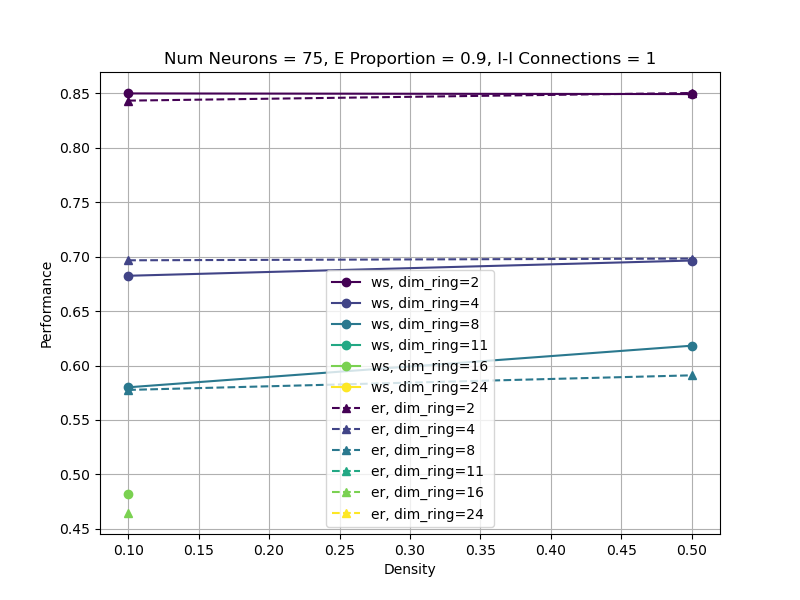 Num Neurons = 75, E Proportion = 0.9, I-I Connections = 1
0.85
0.80
0.75
0.70
0.65
0.60
0.55
0.50
0.45
Performance
ws, dim_ring=2
ws, dim_ring=4
ws, dim_ring=8
ws, dim_ring=11
ws, dim_ring=16
ws, dim_ring=24
er, dim_ring=2
er, dim_ring=4
er, dim_ring=8
er, dim_ring=11
er, dim_ring=16
er, dim_ring=24
0.10 0.15 0.20 0.25 0.30 0.35 0.40 0.45 0.50
Density